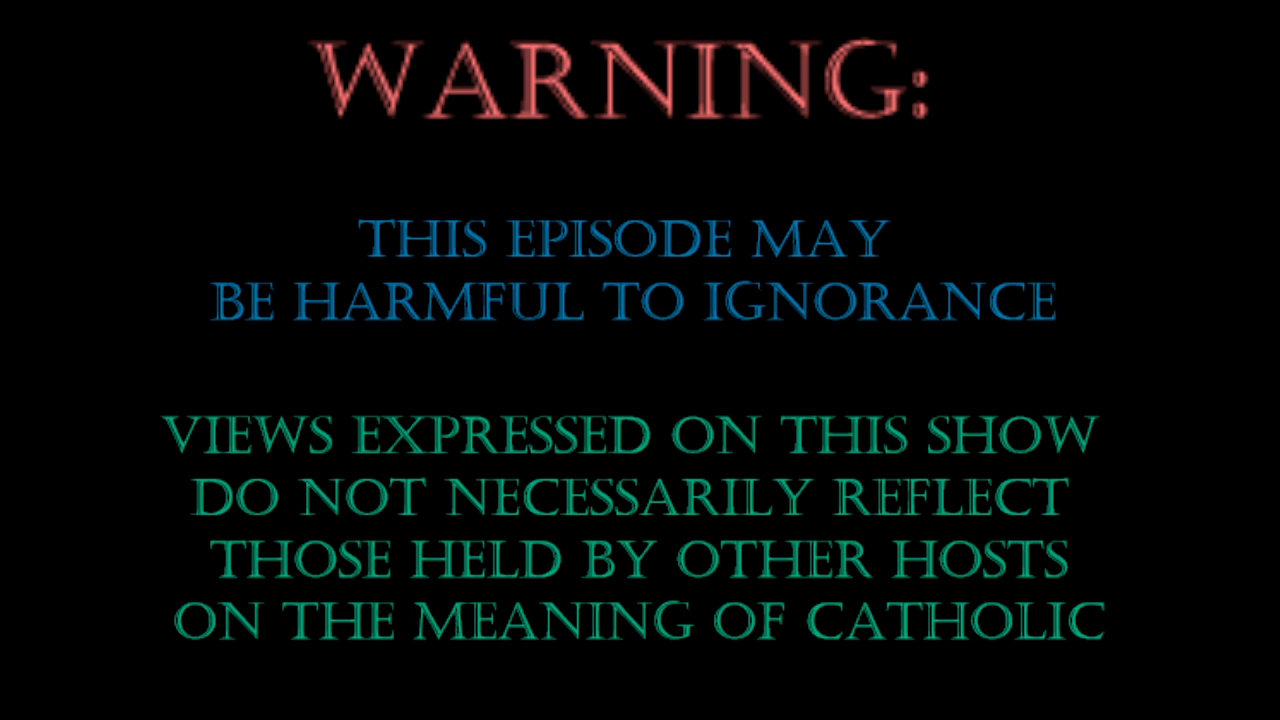 WARNING:
THIS EPISODE MAY
BE HARMFUL TO IGNORANCE
VIEWS EXPRESSED ON THIS SHOW
DO NOT NECESSARILY REFLECT
THOSE HELD BY OTHER HOSTS
ON THE MEANING OF CATHOLIC